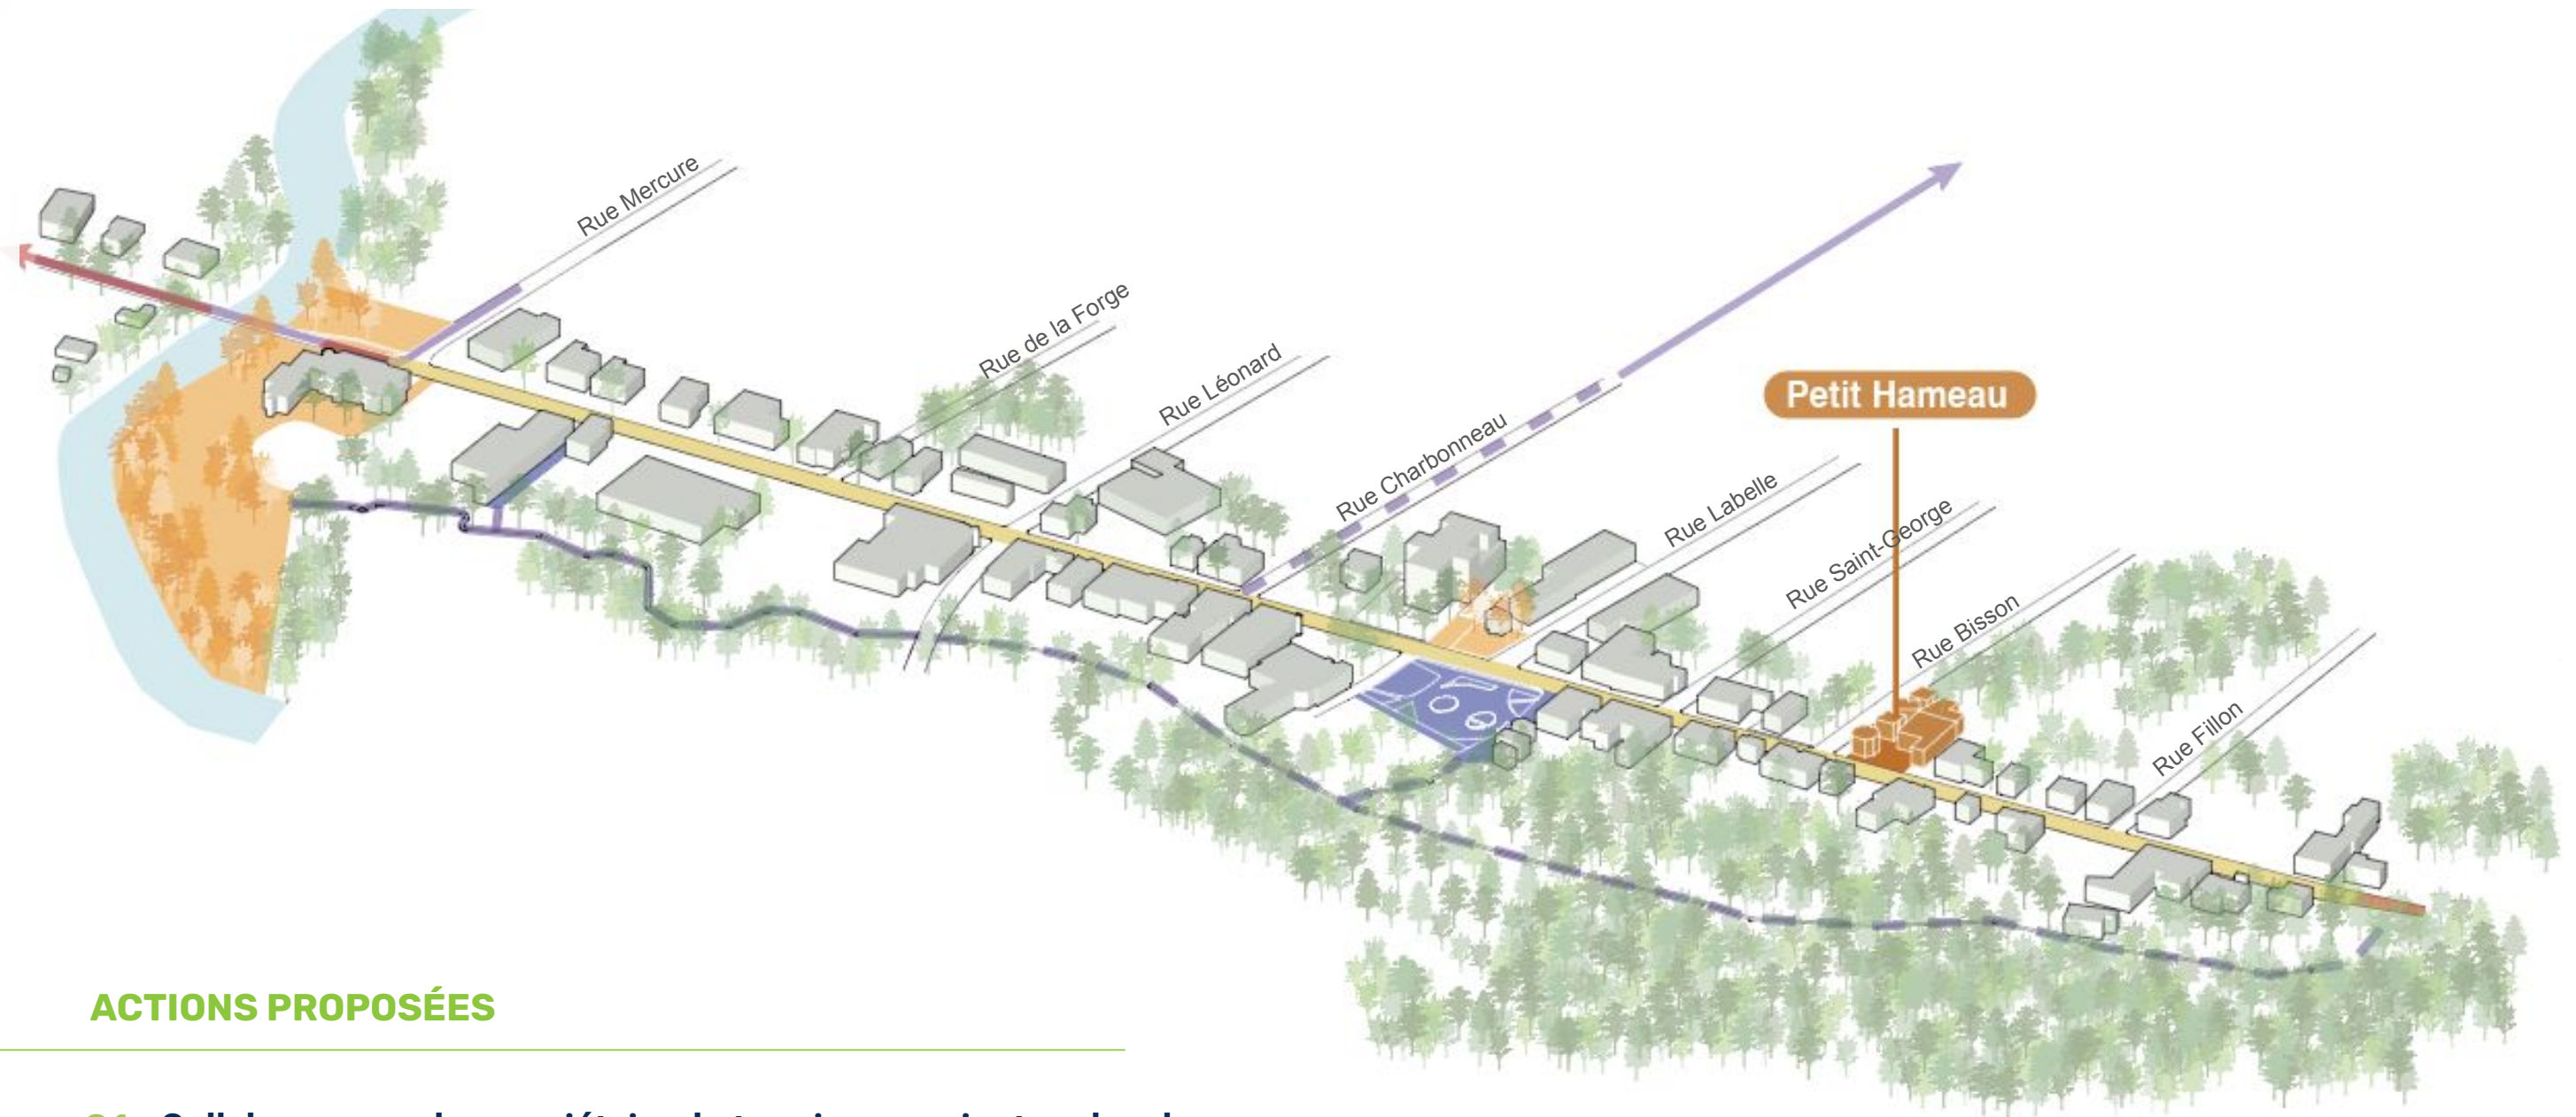 Rue Mercure
Rue de la Forge
Rue Léonard
Rue Charbonneau
Petit Hameau
Rue Labelle
Rue Saint-George
Rue Bisson
Rue Fillon
ACTIONS PROPOSÉES